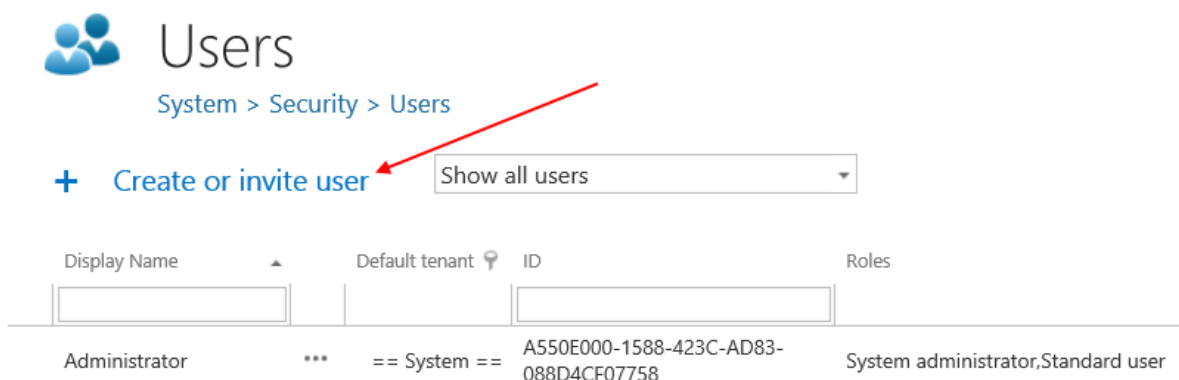 Users
System > Security > Users
+ Create or invite user
Show all users
Display Name Default tenant ID Roles
Administrator ••• == System == A550E000-1588-423C-AD83-
088D4CF07758 System administrator,Standard user